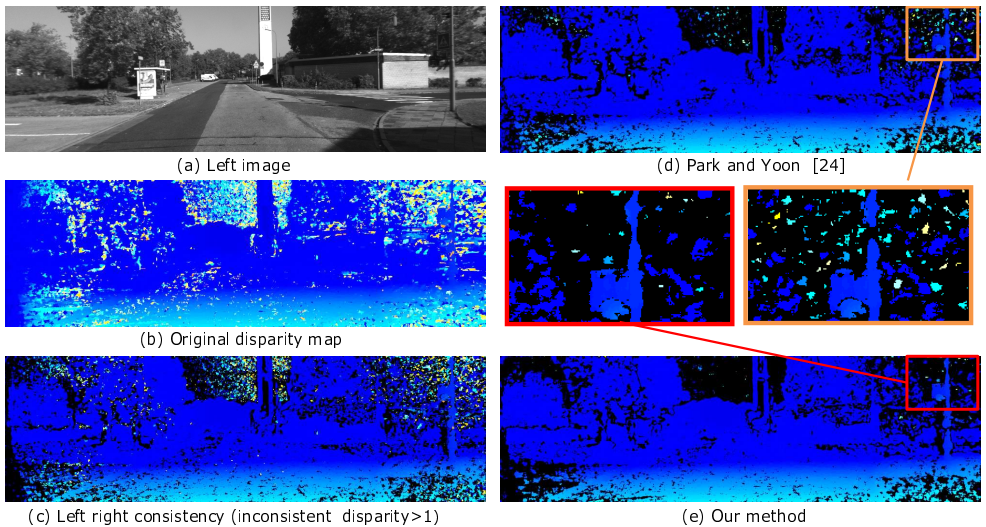 (a) Left image
(d) Park and Yoon [24]
(b) Original disparity map
(c) Left right consistency (inconsistent disparity>1)
(e) Our method